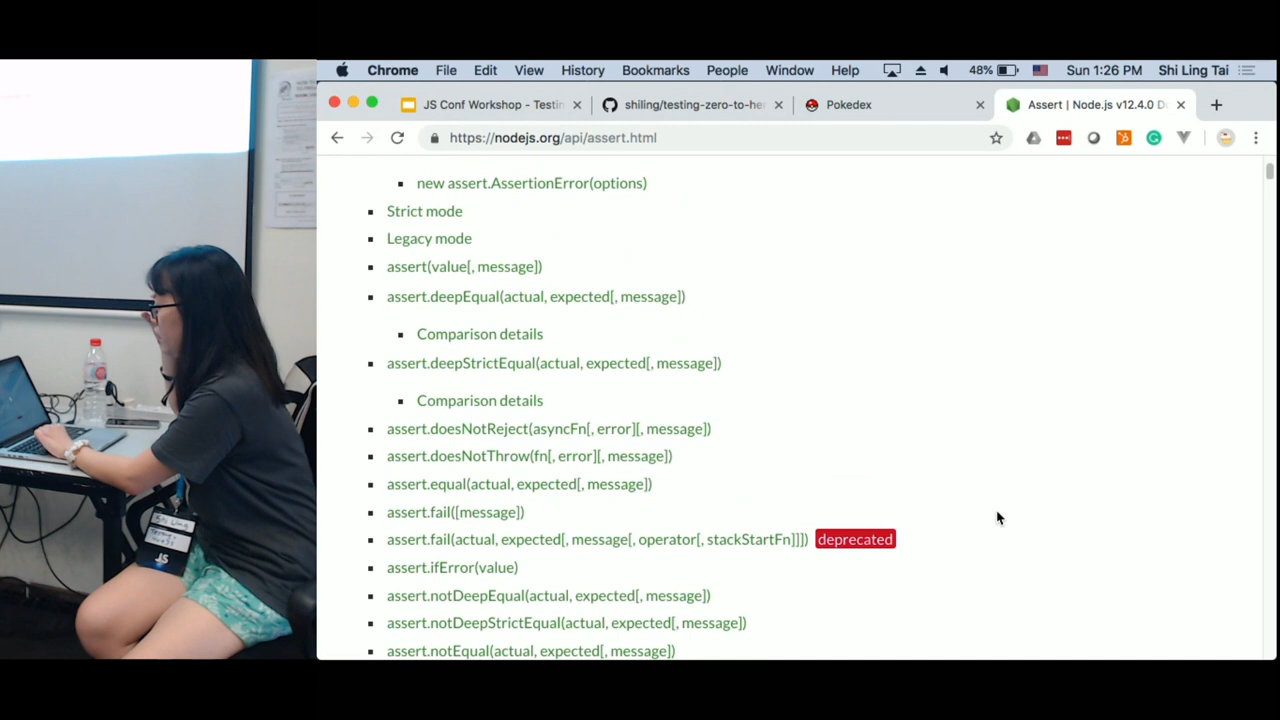 Chrome File Edit View History Bookmarks People Window Help 48% Sun 1:26 PM Shi Ling Tai
JS Conf Workshop - Testin
shiling/testing-zero-to-her
Pokedex
Assert | Node.js v12.4.0 Do
https://nodejs.org/api/assert.html
new assert.AssertionError(options)
Strict mode
Legacy mode
assert(value[, message])
assert.deepEqual(actual, expected[, message])
Comparison details
assert.deepStrictEqual(actual, expected[, message])
Comparison details
assert.doesNotReject(asyncFn[, error][, message])
assert.doesNotThrow(fn[, error][, message])
assert.equal(actual, expected[, message])
assert.fail([message])
assert.fail(actual, expected[, message[, operator[, stackStartFn]]]) deprecated
assert.ifError(value)
assert.notDeepEqual(actual, expected[, message])
assert.notDeepStrictEqual(actual, expected[, message])
assert.notEqual(actual, expected[, message])
Shi Ling
JS